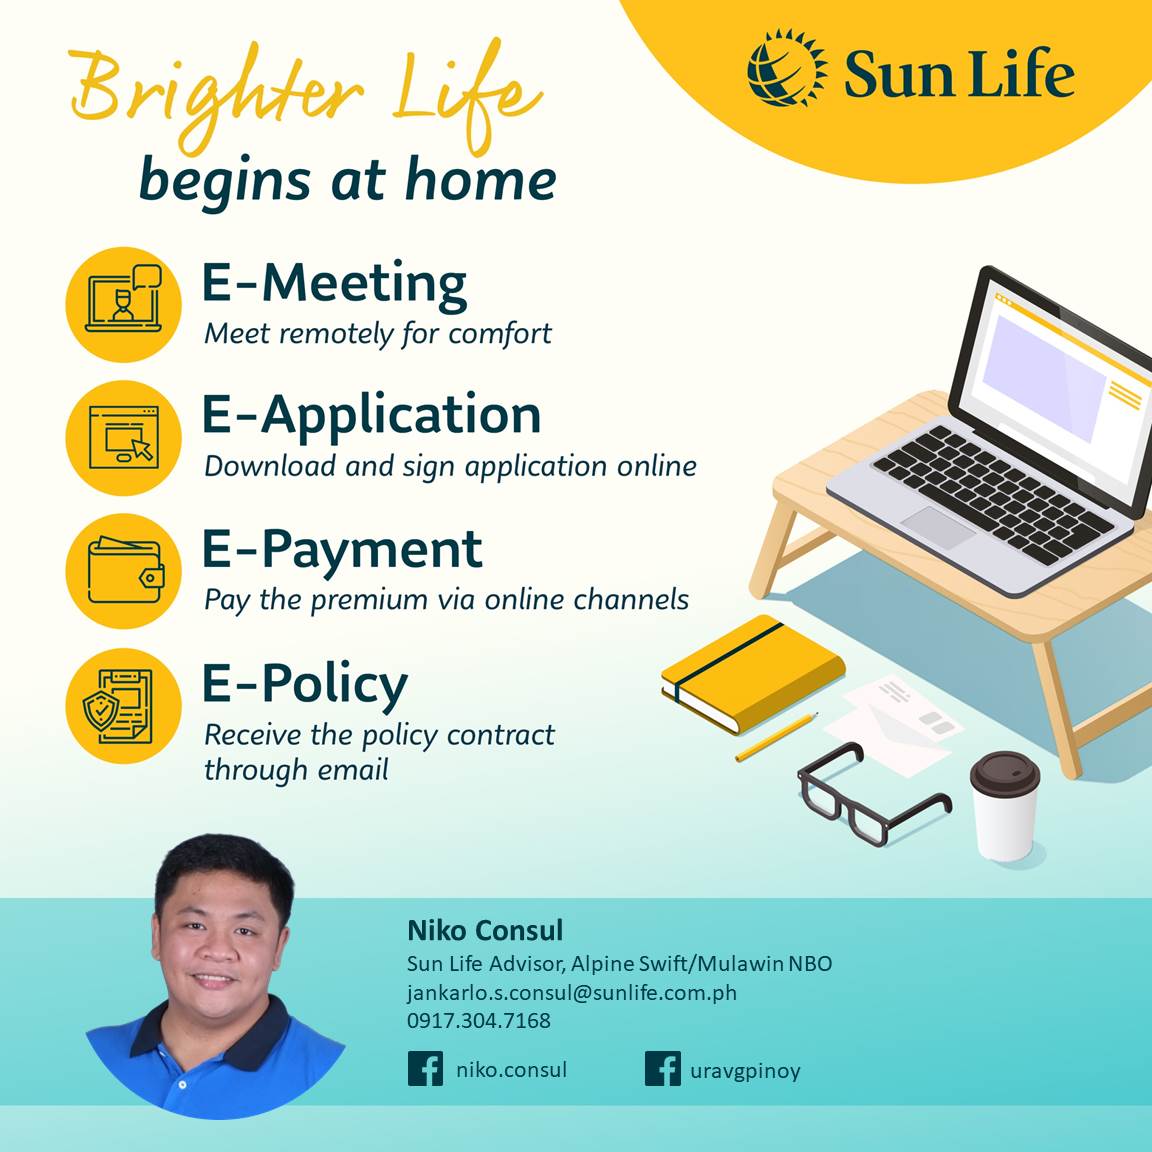 Brighter Life
begins at home
Sun Life
E-Meeting
Meet remotely for comfort
E-Application
Download and sign application online
E-Payment
Pay the premium via online channels
E-Policy
Receive the policy contract
through email
Niko Consul
Sun Life Advisor, Alpine Swift/Mulawin NBO
jankarlo.s.consul@sunlife.com.ph
0917.304.7168
niko.consul
uravgpinoy